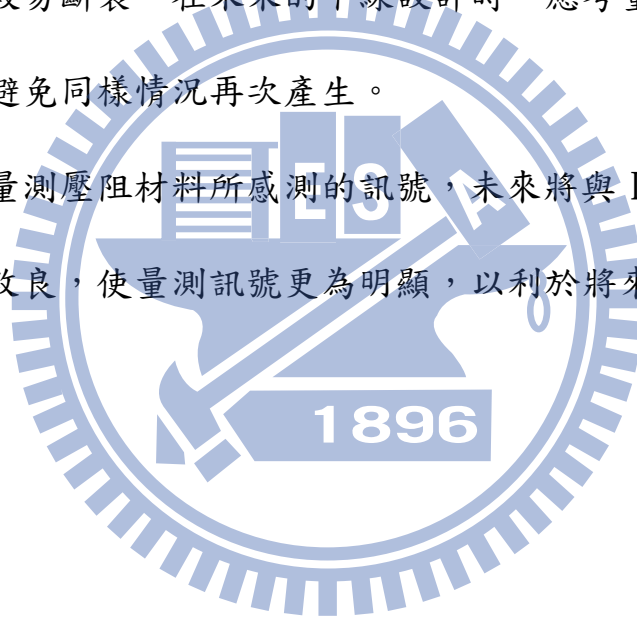 易斷裂,在未來的下線設計時,應考量
避免同樣情況再次產生。
量測壓阻材料所感測的訊號,未來將與
改良,使量測訊號更為明顯,以利於將來
E S A
1896